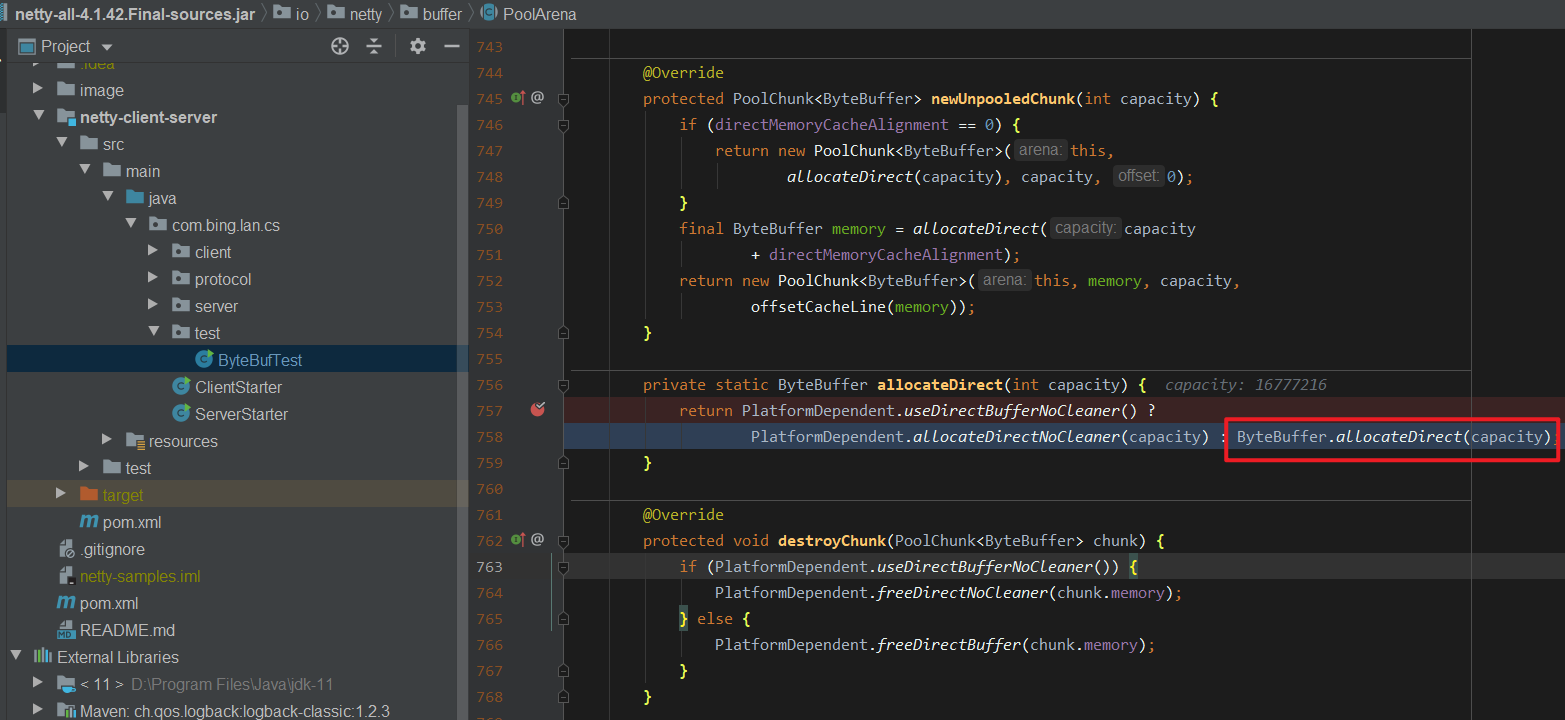 netty-all-4.1.42.Final-sources.jar io netty buffer PoolArena
Project
.idea
image
netty-client-server
src
main
java
com.bing.lan.cs
client
protocol
server
test
ByteBufTest
ClientStarter
ServerStarter
resources
test
target
pom.xml
.gitignore
netty-samples.iml
pom.xml
README.md
External Libraries
< 11 > D:\Program Files\Java\jdk-11
Maven: ch.qos.logback:logback-classic:1.2.3
743
744 @Override
745 @ protected PoolChunk<ByteBuffer> newUnpooledChunk(int capacity) {
746 if (directMemoryCacheAlignment == 0) {
747 return new PoolChunk<ByteBuffer>( arena: this,
748 allocateDirect(capacity), capacity, offset: 0);
749 }
750 final ByteBuffer memory = allocateDirect( capacity: capacity
751 + directMemoryCacheAlignment);
752 return new PoolChunk<ByteBuffer>( arena: this, memory, capacity,
753 offsetCacheLine(memory));
754 }
755
756 private static ByteBuffer allocateDirect(int capacity) { capacity: 16777216
757 return PlatformDependent.useDirectBufferNoCleaner() ?
758 PlatformDependent.allocateDirectNoCleaner(capacity) : ByteBuffer.allocateDirect(capacity)
759 }
760
761 @Override
762 @ protected void destroyChunk(PoolChunk<ByteBuffer> chunk) {
763 if (PlatformDependent.useDirectBufferNoCleaner()) {
764 PlatformDependent.freeDirectNoCleaner(chunk.memory);
765 } else {
766 PlatformDependent.freeDirectBuffer(chunk.memory);
767 }
768 }